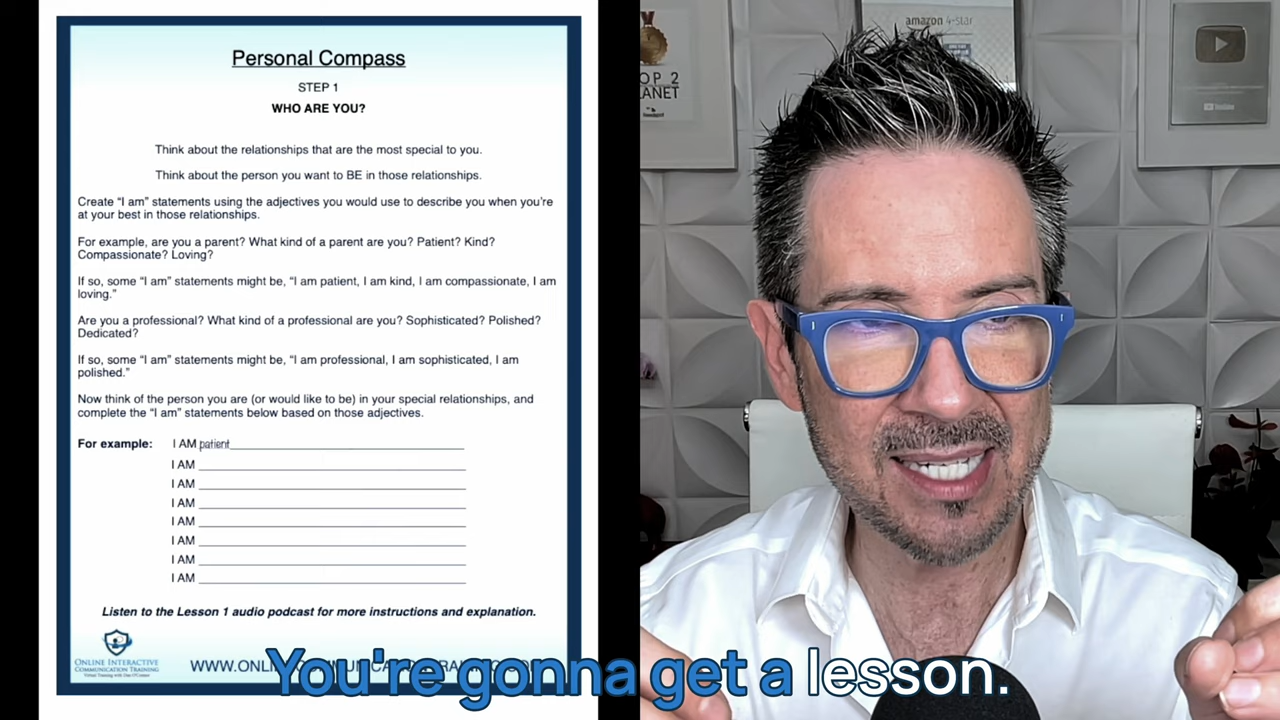 Personal Compass
STEP 1
WHO ARE YOU?
Think about the relationships that are the most special to you.
Think about the person you want to BE in those relationships.
Create “I am” statements using the adjectives you would use to describe you when you’re
at your best in those relationships.
For example, are you a parent? What kind of a parent are you? Patient? Kind?
Compassionate? Loving?
If so, some “I am” statements might be, “I am patient, I am kind, I am compassionate, I am
loving.”
Are you a professional? What kind of a professional are you? Sophisticated? Polished?
Dedicated?
If so, some “I am” statements might be, “I am professional, I am sophisticated, I am
polished.”
Now think of the person you are (or would like to be) in your special relationships, and
complete the “I am” statements below based on those adjectives.
For example: I AM patient
I AM
I AM
I AM
I AM
I AM
I AM
I AM
Listen to the Lesson 1 audio podcast for more instructions and explanation.
ONLINE INTERACTIVE
COMMUNICATION TRAINING
Virtual Training with Dan O'Connor
You're gonna get a lesson.
amazon 4-star
YouTube